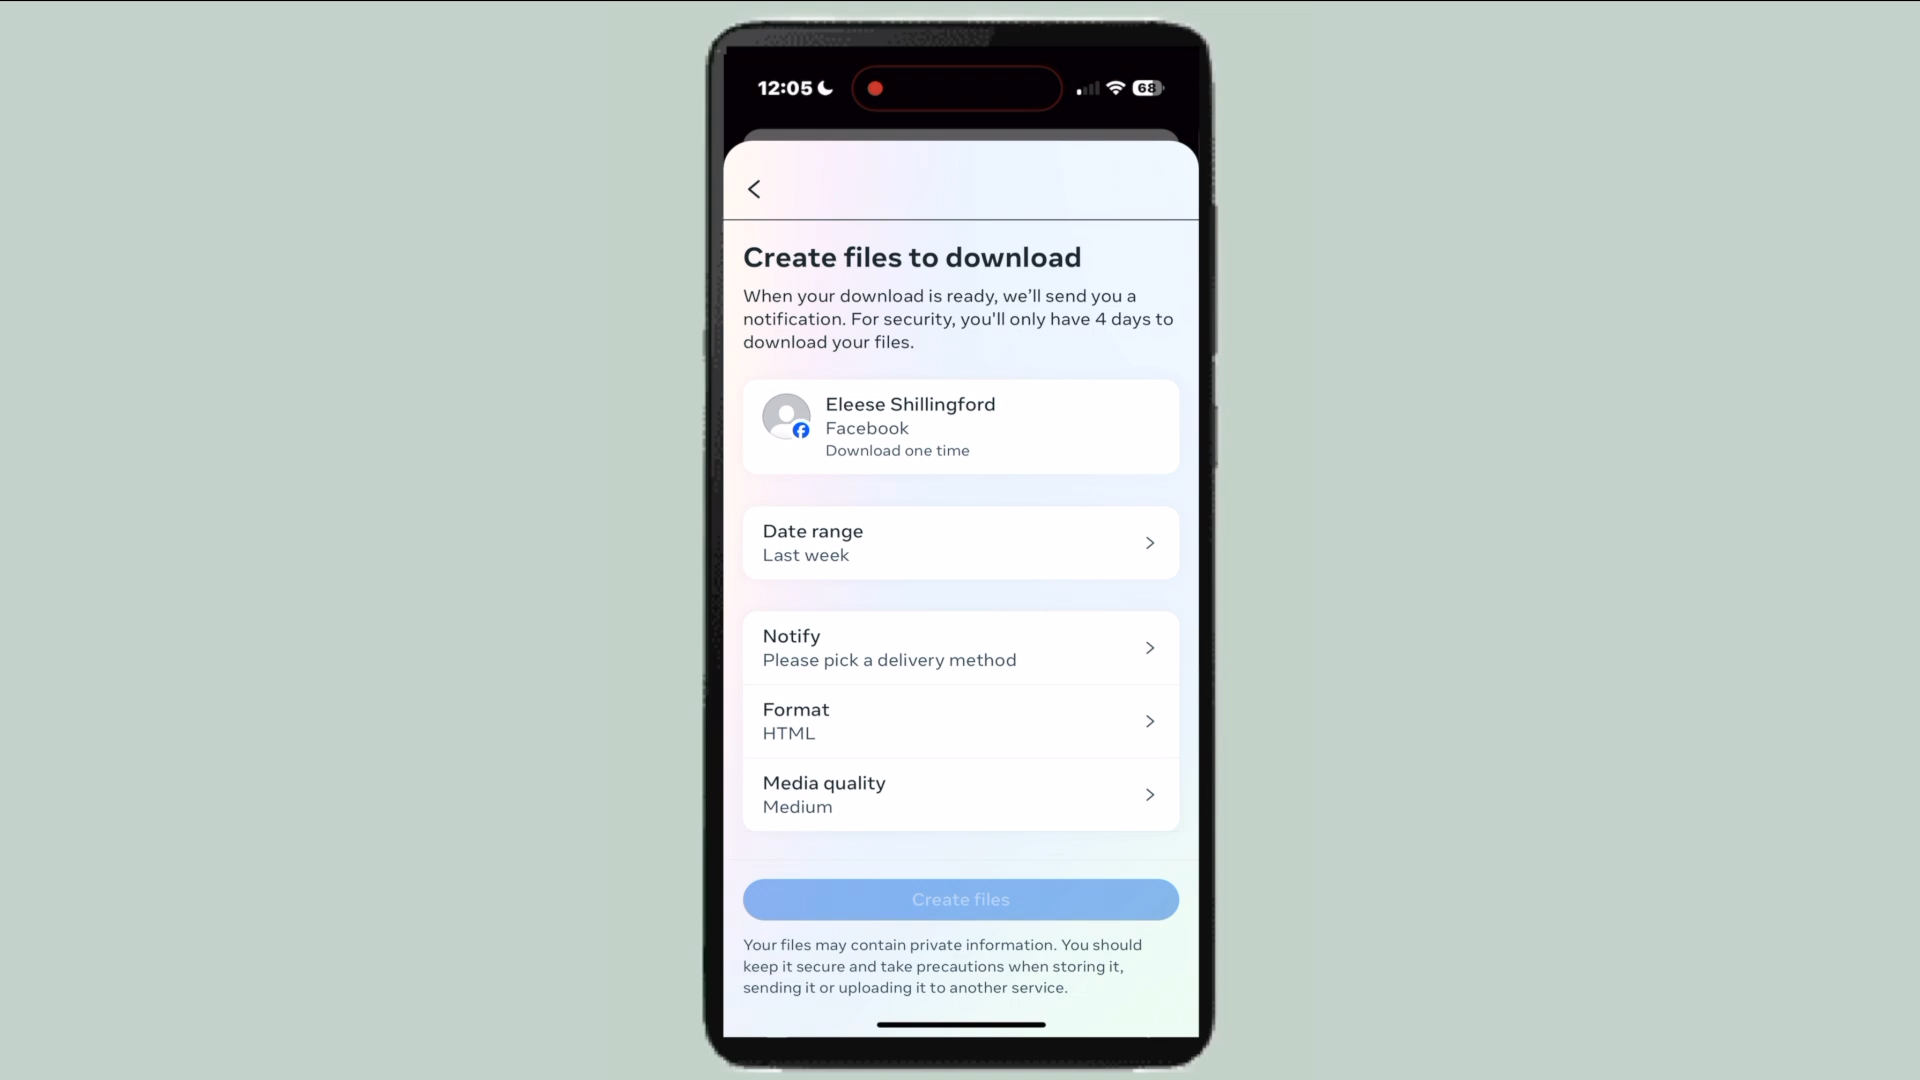 12:05
68
Create files to download
When your download is ready, we’ll send you a
notification. For security, you'll only have 4 days to
download your files.
Eleese Shillingford
Facebook
Download one time
Date range
Last week
Notify
Please pick a delivery method
Format
HTML
Media quality
Medium
Create files
Your files may contain private information. You should
keep it secure and take precautions when storing it,
sending it or uploading it to another service.